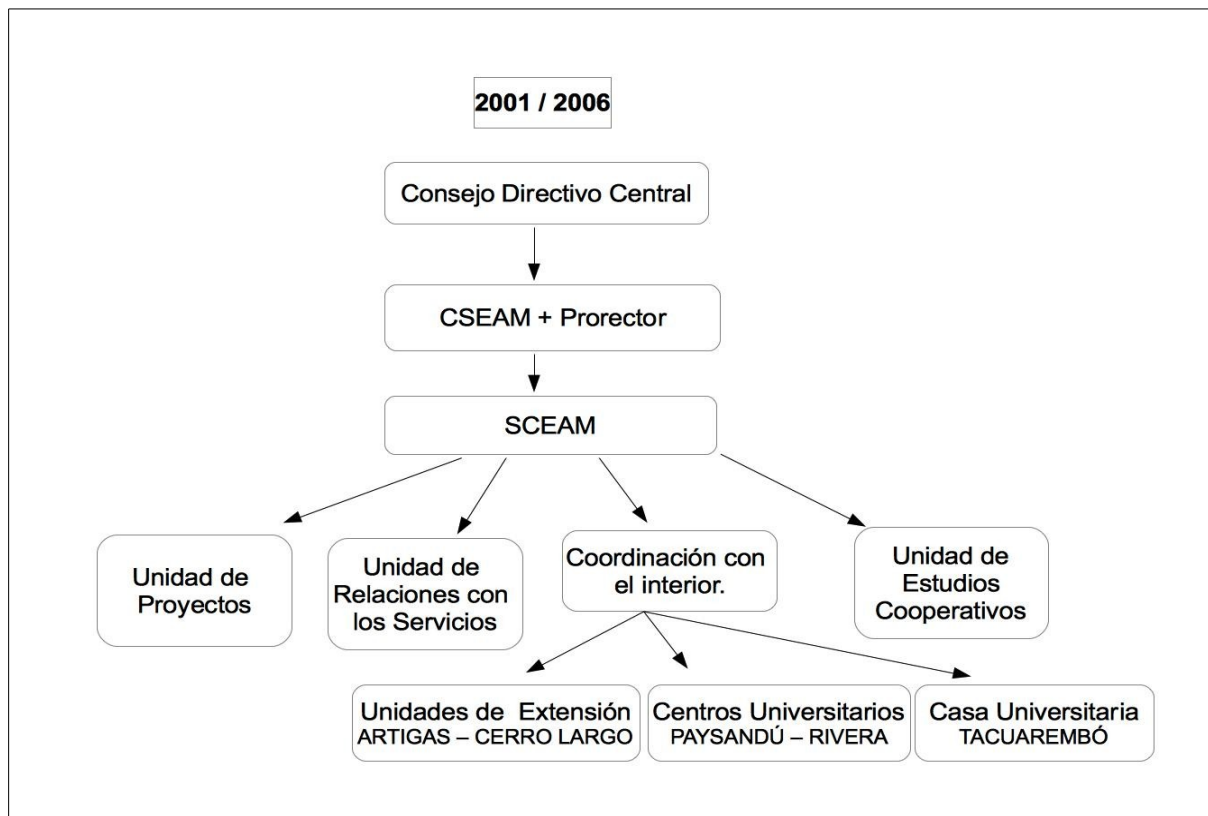 2001 / 2006
Consejo Directivo Central
CSEAM + Prorector
SCEAM
Unidad de
Proyectos
Unidad de
Relaciones con
los Servicios
Coordinación con
el interior.
Unidad de
Estudios
Cooperativos
Unidades de Extensión
ARTIGAS – CERRO LARGO
Centros Universitarios
PAYSANDÚ – RIVERA
Casa Universitaria
TACUAREMBÓ